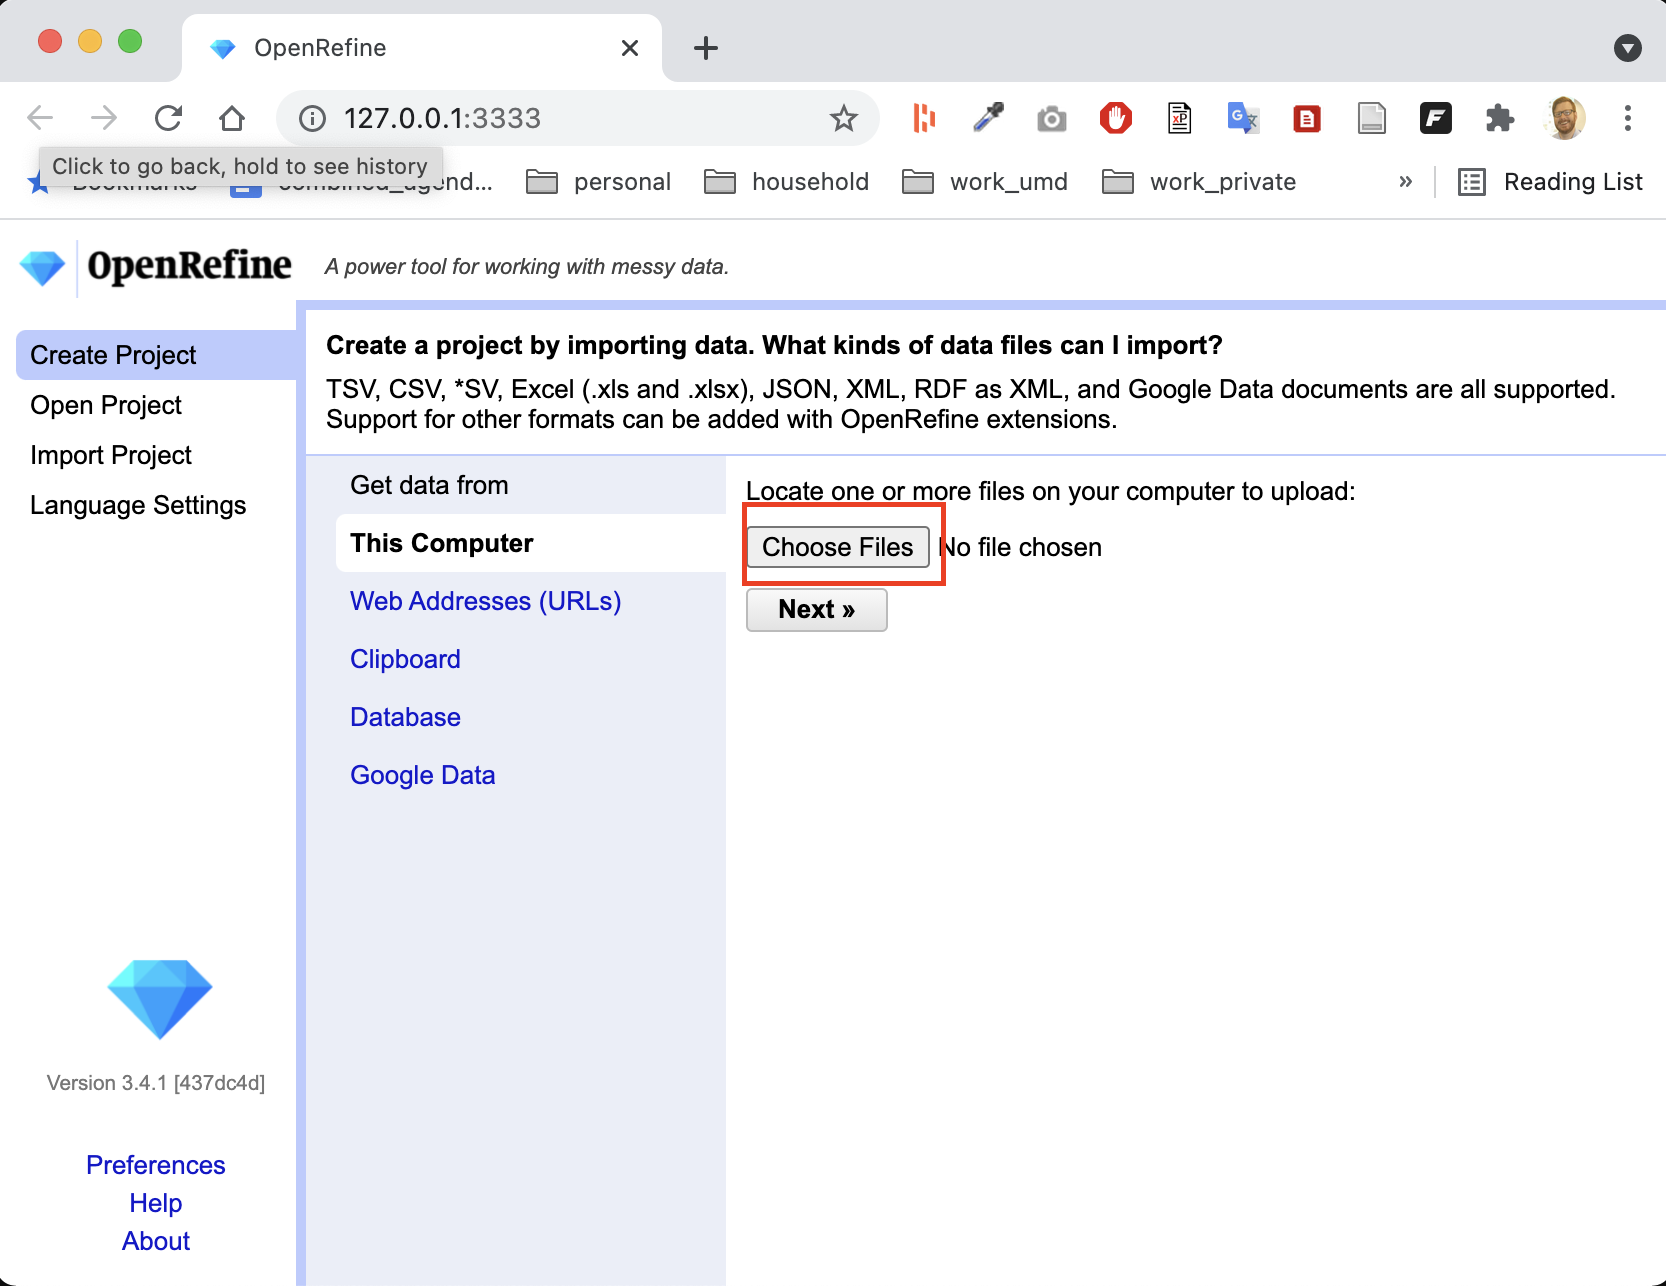 OpenRefine
127.0.0.1:3333
Click to go back, hold to see history
Bookmarks
combined_agend...
personal
household
work_umd
work_private
»
Reading List
OpenRefine
A power tool for working with messy data.
Create Project
Open Project
Import Project
Language Settings
Create a project by importing data. What kinds of data files can I import?
TSV, CSV, *SV, Excel (.xls and .xlsx), JSON, XML, RDF as XML, and Google Data documents are all supported.
Support for other formats can be added with OpenRefine extensions.
Get data from
This Computer
Web Addresses (URLs)
Clipboard
Database
Google Data
Locate one or more files on your computer to upload:
Choose Files No file chosen
Next »
Version 3.4.1 [437dc4d]
Preferences
Help
About